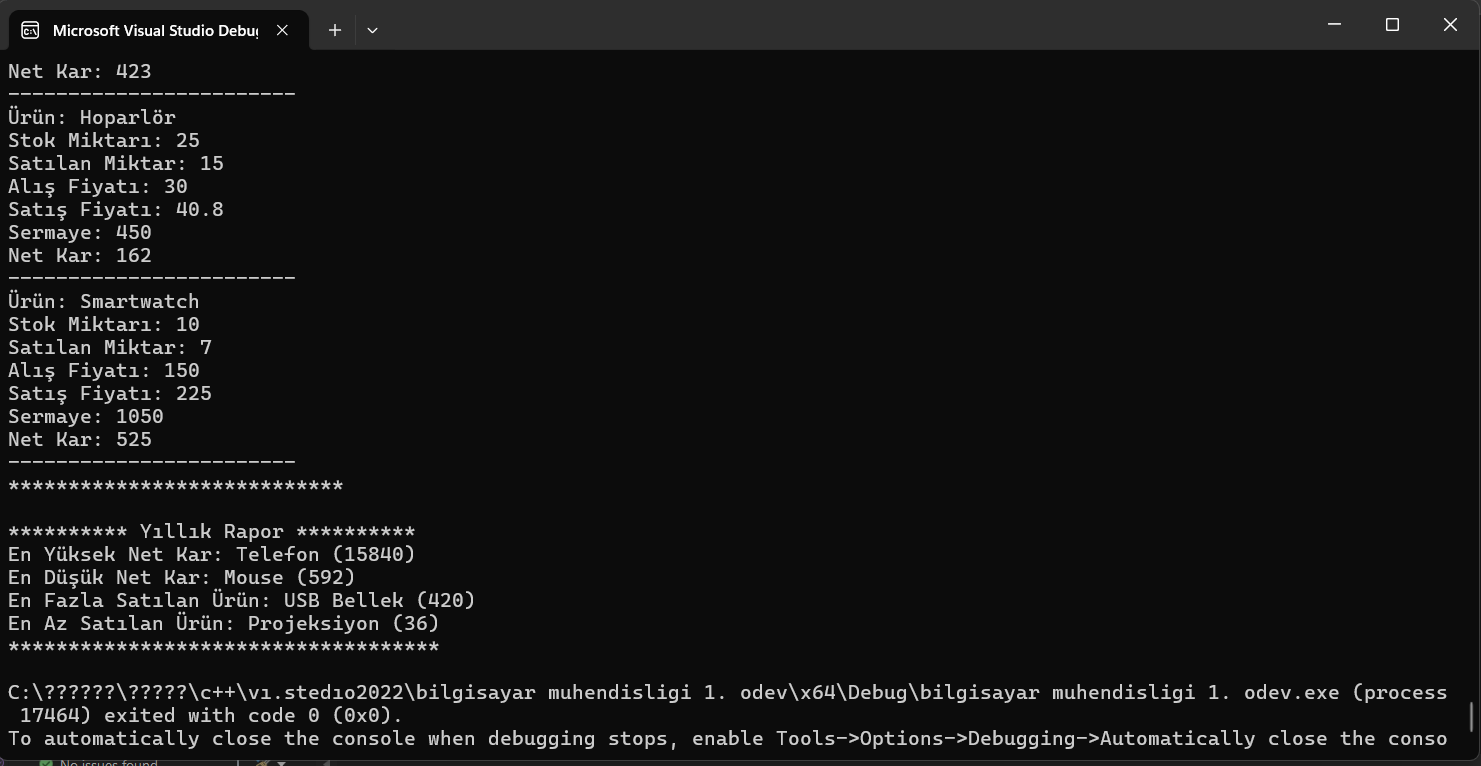 Microsoft Visual Studio Debug
Net Kar: 423
------------------------
Ürün: Hoparlör
Stok Miktarı: 25
Satılan Miktar: 15
Alış Fiyatı: 30
Satış Fiyatı: 40.8
Sermaye: 450
Net Kar: 162
------------------------
Ürün: Smartwatch
Stok Miktarı: 10
Satılan Miktar: 7
Alış Fiyatı: 150
Satış Fiyatı: 225
Sermaye: 1050
Net Kar: 525
------------------------
****************************
********** Yıllık Rapor **********
En Yüksek Net Kar: Telefon (15840)
En Düşük Net Kar: Mouse (592)
En Fazla Satılan Ürün: USB Bellek (420)
En Az Satılan Ürün: Projeksiyon (36)
************************************
C:\??????\?????\c++\vı.stedıo2022\bilgisayar muhendisligi 1. odev\x64\Debug\bilgisayar muhendisligi 1. odev.exe (process
17464) exited with code 0 (0x0).
To automatically close the console when debugging stops, enable Tools->Options->Debugging->Automatically close the conso
No issues found